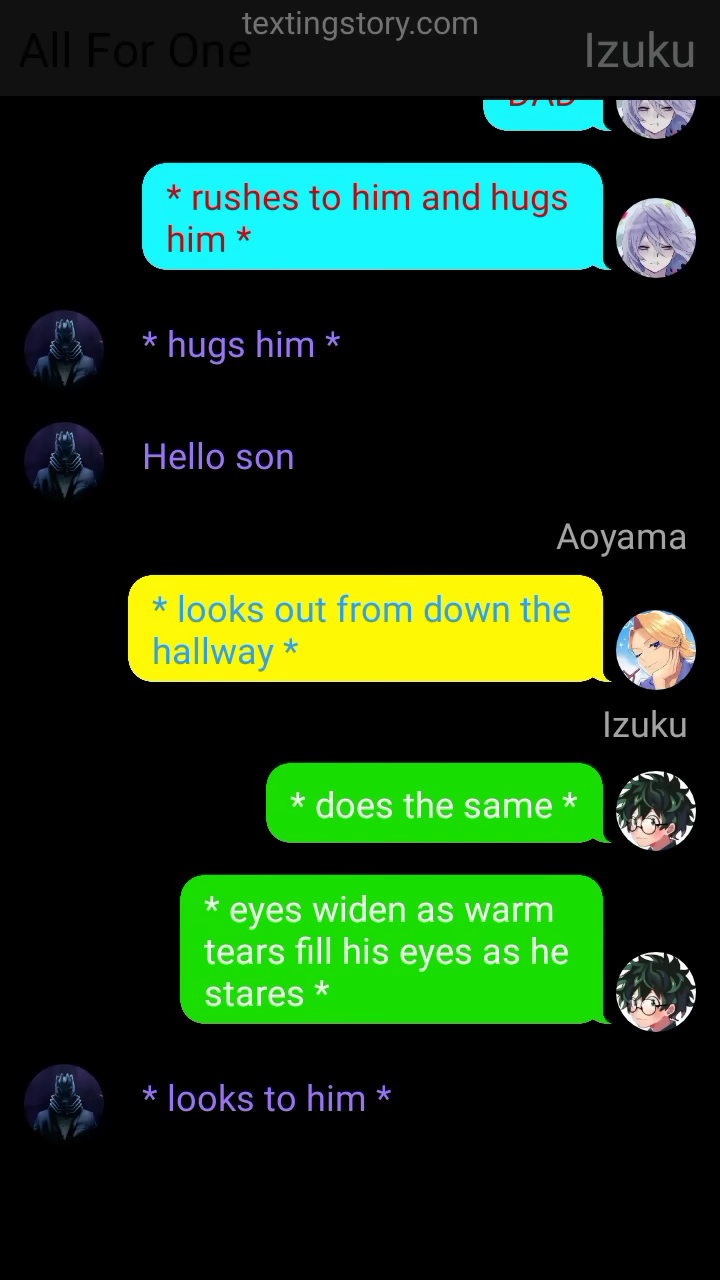 textingstory.com
All For One
Izuku
DAD
* rushes to him and hugs
him *
* hugs him *
Hello son
Aoyama
* looks out from down the
hallway *
Izuku
* does the same *
* eyes widen as warm
tears fill his eyes as he
stares *
* looks to him *